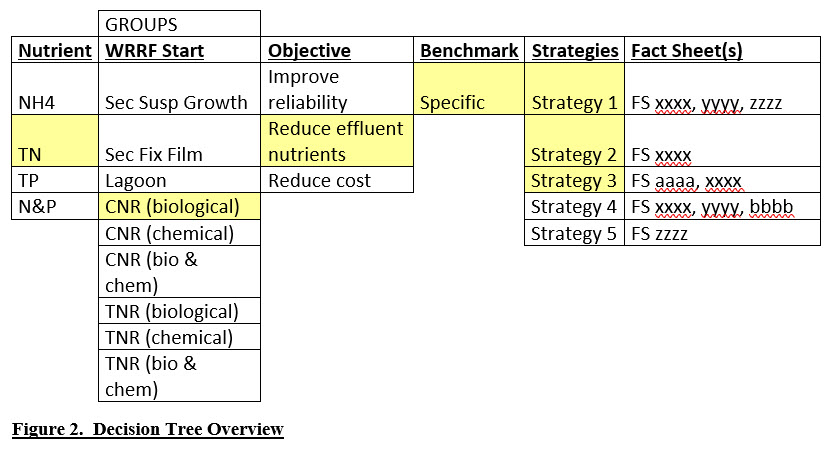 GROUPS
Nutrient WRRF Start Objective Benchmark Strategies Fact Sheet(s)
NH4 Sec Susp Growth Improve reliability Specific Strategy 1 FS xxxx, yyyy, zzzz
TN Sec Fix Film Reduce effluent nutrients Strategy 2 FS xxxx
TP Lagoon Reduce cost Strategy 3 FS aaaa, xxxx
N&P CNR (biological) Strategy 4 FS xxxx, yyyy, bbbb
CNR (chemical) Strategy 5 FS zzzz
CNR (bio &
chem)
TNR (biological)
TNR (chemical)
TNR (bio &
chem)
Figure 2. Decision Tree Overview